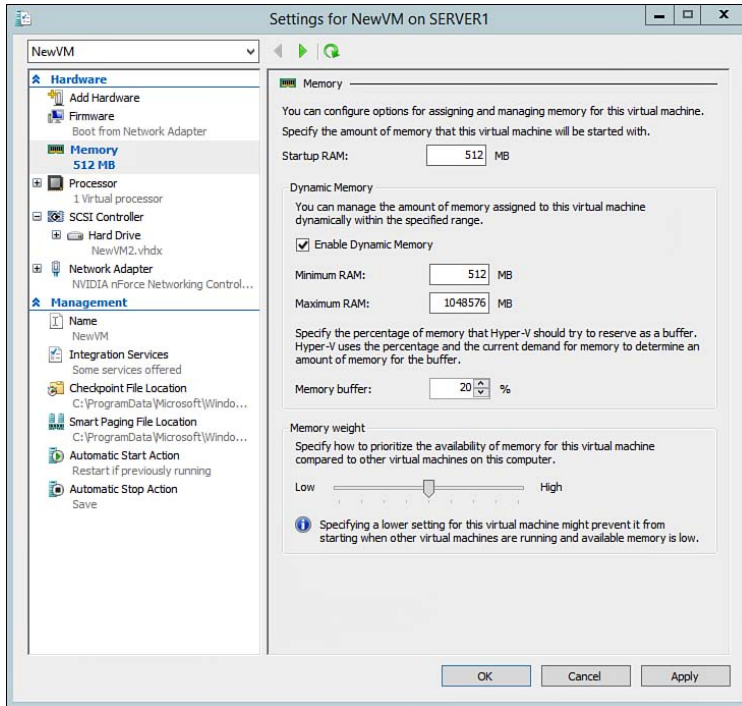 Settings for NewVM on SERVER1
NewVM
Hardware
Add Hardware
Firmware
Boot from Network Adapter
Memory
512 MB
Processor
1 Virtual processor
SCSI Controller
Hard Drive
NewVM2.vhdx
Network Adapter
NVIDIA nForce Networking Control...
Management
Name
NewVM
Integration Services
Some services offered
Checkpoint File Location
C:\ProgramData\Microsoft\Windo...
Smart Paging File Location
C:\ProgramData\Microsoft\Windo...
Automatic Start Action
Restart if previously running
Automatic Stop Action
Save
Memory
You can configure options for assigning and managing memory for this virtual machine.
Specify the amount of memory that this virtual machine will be started with.
Startup RAM: 512 MB
Dynamic Memory
You can manage the amount of memory assigned to this virtual machine
dynamically within the specified range.
Enable Dynamic Memory
Minimum RAM: 512 MB
Maximum RAM: 1048576 MB
Specify the percentage of memory that Hyper-V should try to reserve as a buffer.
Hyper-V uses the percentage and the current demand for memory to determine an
amount of memory for the buffer.
Memory buffer: 20 %
Memory weight
Specify how to prioritize the availability of memory for this virtual machine
compared to other virtual machines on this computer.
Low High
Specifying a lower setting for this virtual machine might prevent it from
starting when other virtual machines are running and available memory is low.
OK Cancel Apply